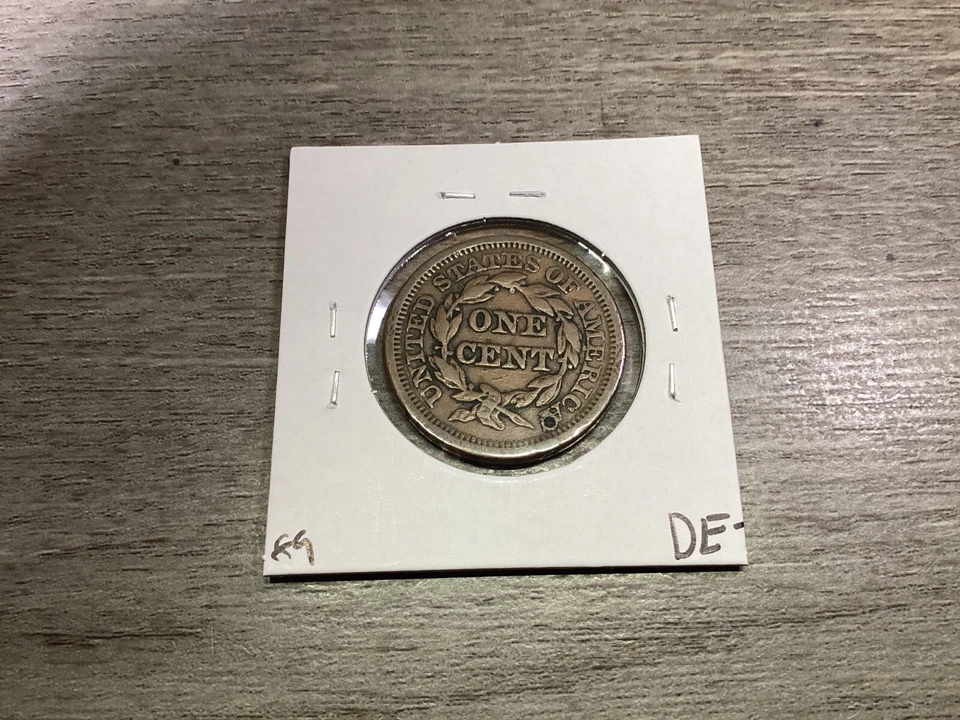 UNITED STATES OF AMERICA
ONE
CENT
DE-